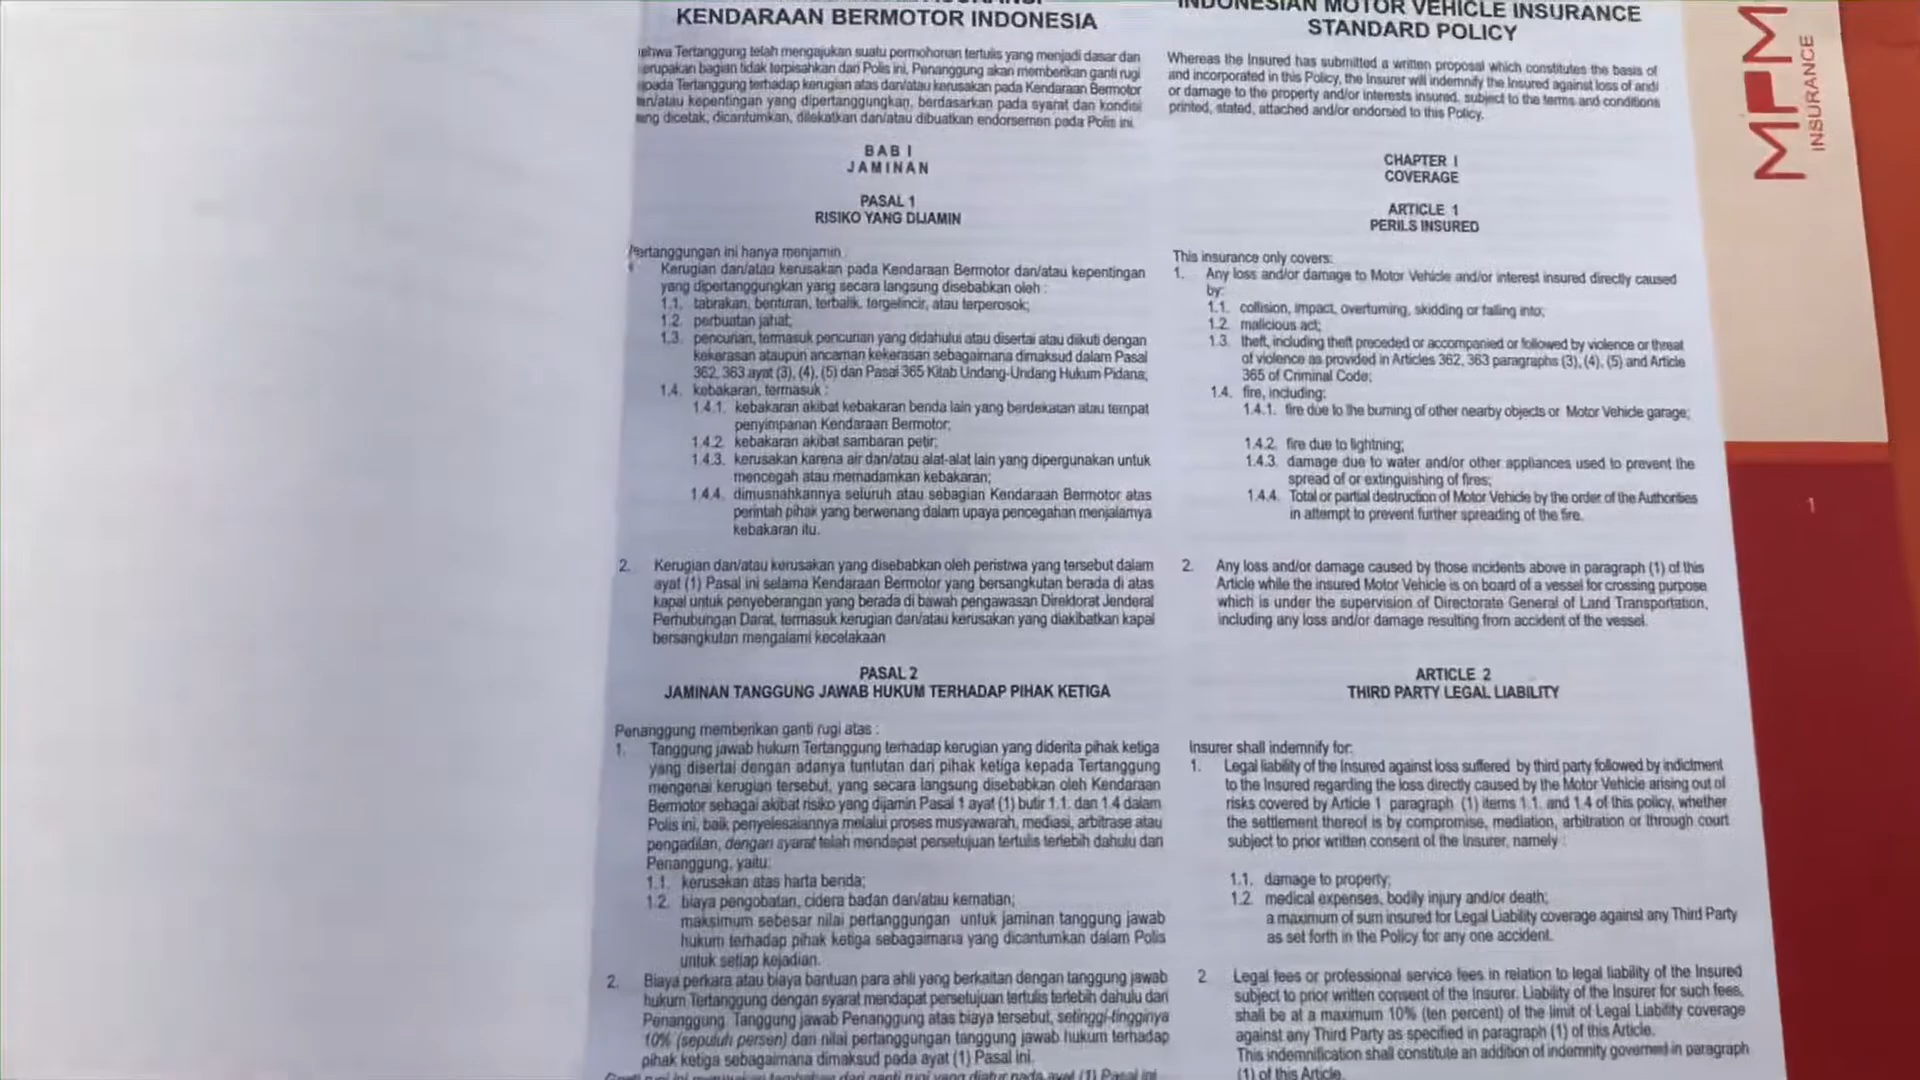 KENDARAAN BERMOTOR INDONESIA
Tertanggung telah mengajukan suatu permohonan tertulis yang menjadi dasar dan
erupakan bagian tidak terpisahkan dari Polis ini, Penanggung akan memberikan ganti rugi
pada Tertanggung terhadap kerugian atas dan/atau kerusakan pada Kendaraan Bermotor
an/atau kepentingan yang dipertanggungkan, berdasarkan pada syarat dan kondisi
ang dicetak, dicantumkan, dilekatkan dan/atau dibuatkan endorsemen pada Polis ini.
BAB I
JAMINAN
PASAL 1
RISIKO YANG DIJAMIN
Pertanggungan ini hanya menjamin :
Kerugian dan/atau kerusakan pada Kendaraan Bermotor dan/atau kepentingan
yang dipertanggungkan yang secara langsung disebabkan oleh :
1.1. tabrakan, benturan, terbalik, tergelincir, atau terperosok;
1.2. perbuatan jahat;
1.3. pencurian, termasuk pencurian yang didahului atau disertai atau diikuti dengan
kekerasan ataupun ancaman kekerasan sebagaimana dimaksud dalam Pasal
362, 363 ayat (3), (4), (5) dan Pasal 365 Kitab Undang-Undang Hukum Pidana;
1.4. kebakaran, termasuk :
1.4.1. kebakaran akibat kebakaran benda lain yang berdekatan atau tempat
penyimpanan Kendaraan Bermotor;
1.4.2. kebakaran akibat sambaran petir;
1.4.3. kerusakan karena air dan/atau alat-alat lain yang dipergunakan untuk
mencegah atau memadamkan kebakaran;
1.4.4. dimusnahkannya seluruh atau sebagian Kendaraan Bermotor atas
perintah pihak yang berwenang dalam upaya pencegahan menjalarnya
kebakaran itu.
2. Kerugian dan/atau kerusakan yang disebabkan oleh peristiwa yang tersebut dalam
ayat (1) Pasal ini selama Kendaraan Bermotor yang bersangkutan berada di atas
kapal untuk penyeberangan yang berada di bawah pengawasan Direktorat Jenderal
Perhubungan Darat, termasuk kerugian dan/atau kerusakan yang diakibatkan kapal
bersangkutan mengalami kecelakaan
PASAL 2
JAMINAN TANGGUNG JAWAB HUKUM TERHADAP PIHAK KETIGA
Penanggung memberikan ganti rugi atas :
1. Tanggung jawab hukum Tertanggung terhadap kerugian yang diderita pihak ketiga
yang disertai dengan adanya tuntutan dari pihak ketiga kepada Tertanggung
mengenai kerugian tersebut, yang secara langsung disebabkan oleh Kendaraan
Bermotor sebagai akibat risiko yang dijamin Pasal 1 ayat (1) butir 1.1. dan 1.4 dalam
Polis ini, baik penyelesaiannya melalui proses musyawarah, mediasi, arbitrase atau
pengadilan, dengan syarat telah mendapat persetujuan tertulis terlebih dahulu dari
Penanggung, yaitu:
1.1. kerusakan atas harta benda;
1.2. biaya pengobatan, cidera badan dan/atau kematian;
maksimum sebesar nilai pertanggungan untuk jaminan tanggung jawab
hukum terhadap pihak ketiga sebagaimana yang dicantumkan dalam Polis
untuk setiap kejadian.
2. Biaya perkara atau biaya bantuan para ahli yang berkaitan dengan tanggung jawab
hukum Tertanggung dengan syarat mendapat persetujuan tertulis terlebih dahulu dari
Penanggung. Tanggung jawab Penanggung atas biaya tersebut, setinggi-tingginya
10% (sepuluh persen) dari nilai pertanggungan tanggung jawab hukum terhadap
pihak ketiga sebagaimana dimaksud pada ayat (1) Pasal ini.
INDONESIAN MOTOR VEHICLE INSURANCE
STANDARD POLICY
Whereas the Insured has submitted a written proposal which constitutes the basis of
and incorporated in this Policy, the Insurer will indemnify the Insured against loss of and/
or damage to the property and/or interests insured, subject to the terms and conditions
printed, stated, attached and/or endorsed to this Policy.
CHAPTER I
COVERAGE
ARTICLE 1
PERILS INSURED
This insurance only covers:
1. Any loss and/or damage to Motor Vehicle and/or interest insured directly caused
by:
1.1. collision, impact, overturning, skidding or falling into;
1.2. malicious act;
1.3. theft, including theft preceded or accompanied or followed by violence or threat
of violence as provided in Articles 362, 363 paragraphs (3), (4), (5) and Article
365 of Criminal Code;
1.4. fire, including:
1.4.1. fire due to the burning of other nearby objects or Motor Vehicle garage;
1.4.2. fire due to lightning;
1.4.3. damage due to water and/or other appliances used to prevent the
spread of or extinguishing of fires;
1.4.4. Total or partial destruction of Motor Vehicle by the order of the Authorities
in attempt to prevent further spreading of the fire.
2. Any loss and/or damage caused by those incidents above in paragraph (1) of this
Article while the insured Motor Vehicle is on board of a vessel for crossing purpose
which is under the supervision of Directorate General of Land Transportation,
including any loss and/or damage resulting from accident of the vessel.
ARTICLE 2
THIRD PARTY LEGAL LIABILITY
Insurer shall indemnify for:
1. Legal liability of the Insured against loss suffered by third party followed by indictment
to the Insured regarding the loss directly caused by the Motor Vehicle arising out of
risks covered by Article 1 paragraph (1) items 1.1. and 1.4 of this policy, whether
the settlement thereof is by compromise, mediation, arbitration or through court
subject to prior written consent of the Insurer, namely :
1.1. damage to property;
1.2. medical expenses, bodily injury and/or death;
a maximum of sum insured for Legal Liability coverage against any Third Party
as set forth in the Policy for any one accident.
2 Legal fees or professional service fees in relation to legal liability of the Insured
subject to prior written consent of the Insurer. Liability of the Insurer for such fees,
shall be at a maximum 10% (ten percent) of the limit of Legal Liability coverage
against any Third Party as specified in paragraph (1) of this Article.
This indemnification shall constitute an addition of indemnity governed in paragraph
(1) of this Article.
MPM
INSURANCE
1